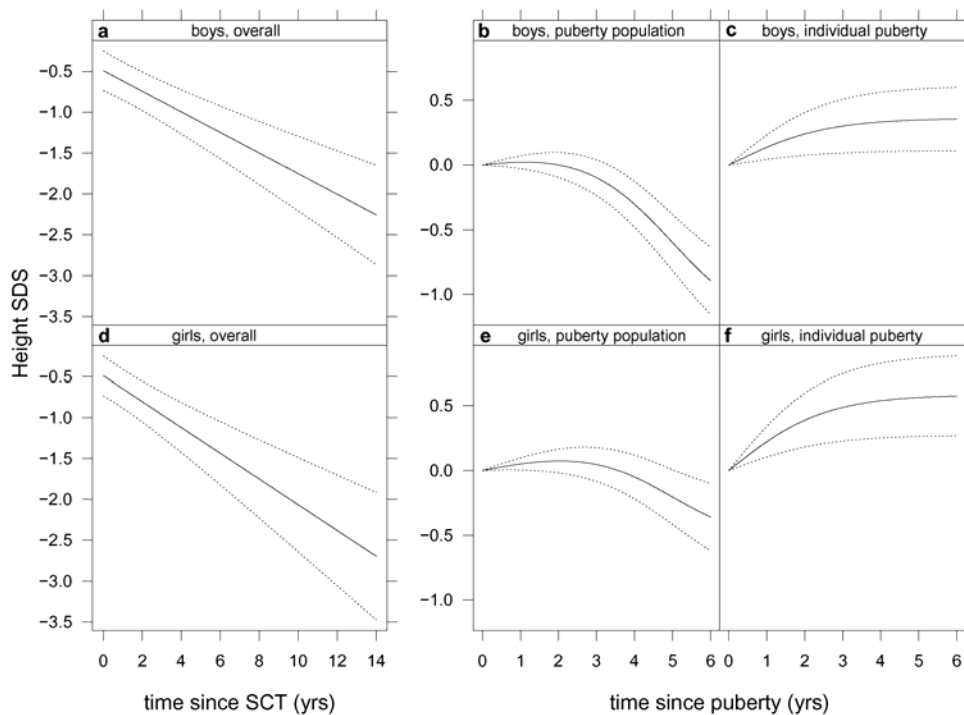 a boys, overall
b boys, puberty population
c boys, individual puberty
−0.5
−1.0
−1.5
−2.0
−2.5
−3.0
−3.5
0.5
0.0
−0.5
−1.0
Height SDS
d girls, overall
e girls, puberty population
f girls, individual puberty
−0.5
−1.0
−1.5
−2.0
−2.5
−3.0
−3.5
0.5
0.0
−0.5
−1.0
0 2 4 6 8 10 12 14
0 1 2 3 4 5 6
0 1 2 3 4 5 6
time since SCT (yrs)
time since puberty (yrs)